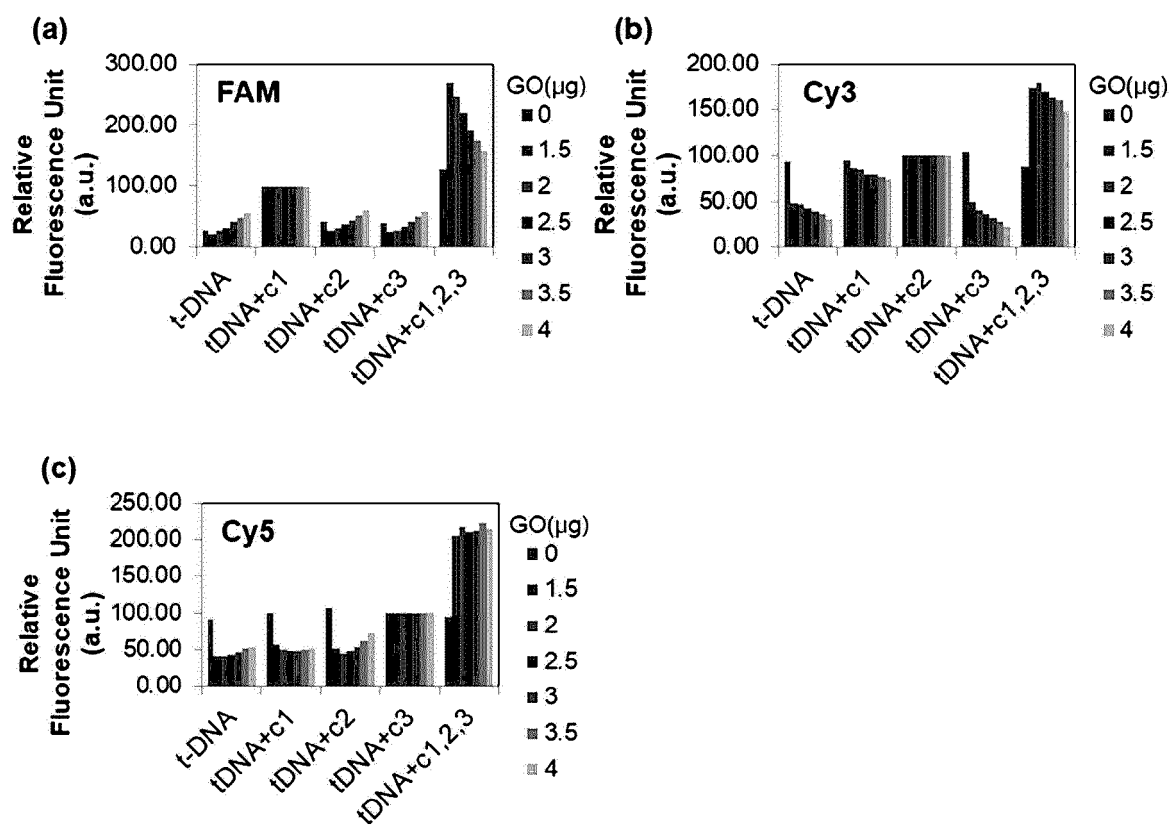 (a)
300.00
200.00
100.00
0.00
Relative
Fluorescence Unit
(a.u.)
FAM
t-DNA
tDNA+c1
tDNA+c2
tDNA+c3
tDNA+c1,2,3
GO(µg)
0
1.5
2
2.5
3
3.5
4
(b)
200.00
150.00
100.00
50.00
0.00
Relative
Fluorescence Unit
(a.u.)
Cy3
t-DNA
tDNA+c1
tDNA+c2
tDNA+c3
tDNA+c1,2,3
GO(µg)
0
1.5
2
2.5
3
3.5
4
(c)
250.00
200.00
150.00
100.00
50.00
0.00
Relative
Fluorescence Unit
(a.u.)
Cy5
t-DNA
tDNA+c1
tDNA+c2
tDNA+c3
tDNA+c1,2,3
GO(µg)
0
1.5
2
2.5
3
3.5
4